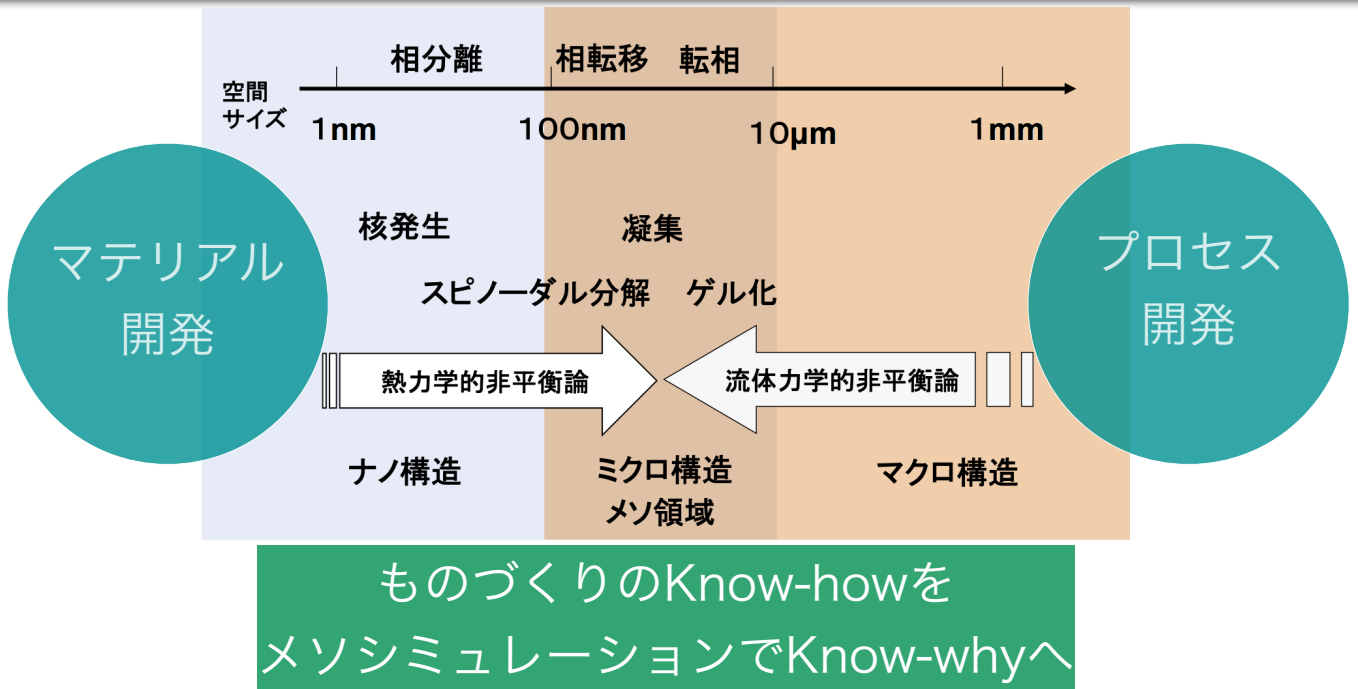 相分離
相転移
転相
空間
サイズ
1nm
100nm
10μm
1mm
マテリアル
開発
プロセス
開発
核発生
凝集
スピノーダル分解
ゲル化
熱力学的非平衡論
流体力学的非平衡論
ナノ構造
ミクロ構造
メソ領域
マクロ構造
ものづくりのKnow-howを
メソシミュレーションでKnow-whyへ